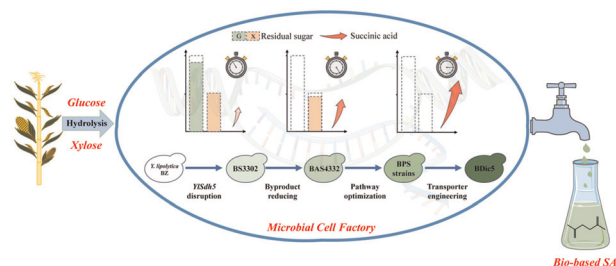 G X Residual sugar Succinic acid
Glucose
Hydrolysis
Xylose
Y. lipolytica
BZ
BS3302
BAS4332
BPS
strains
BDic5
YlSdh5
disruption
Byproduct
reducing
Pathway
optimization
Transporter
engineering
Microbial Cell Factory
Bio-based SA